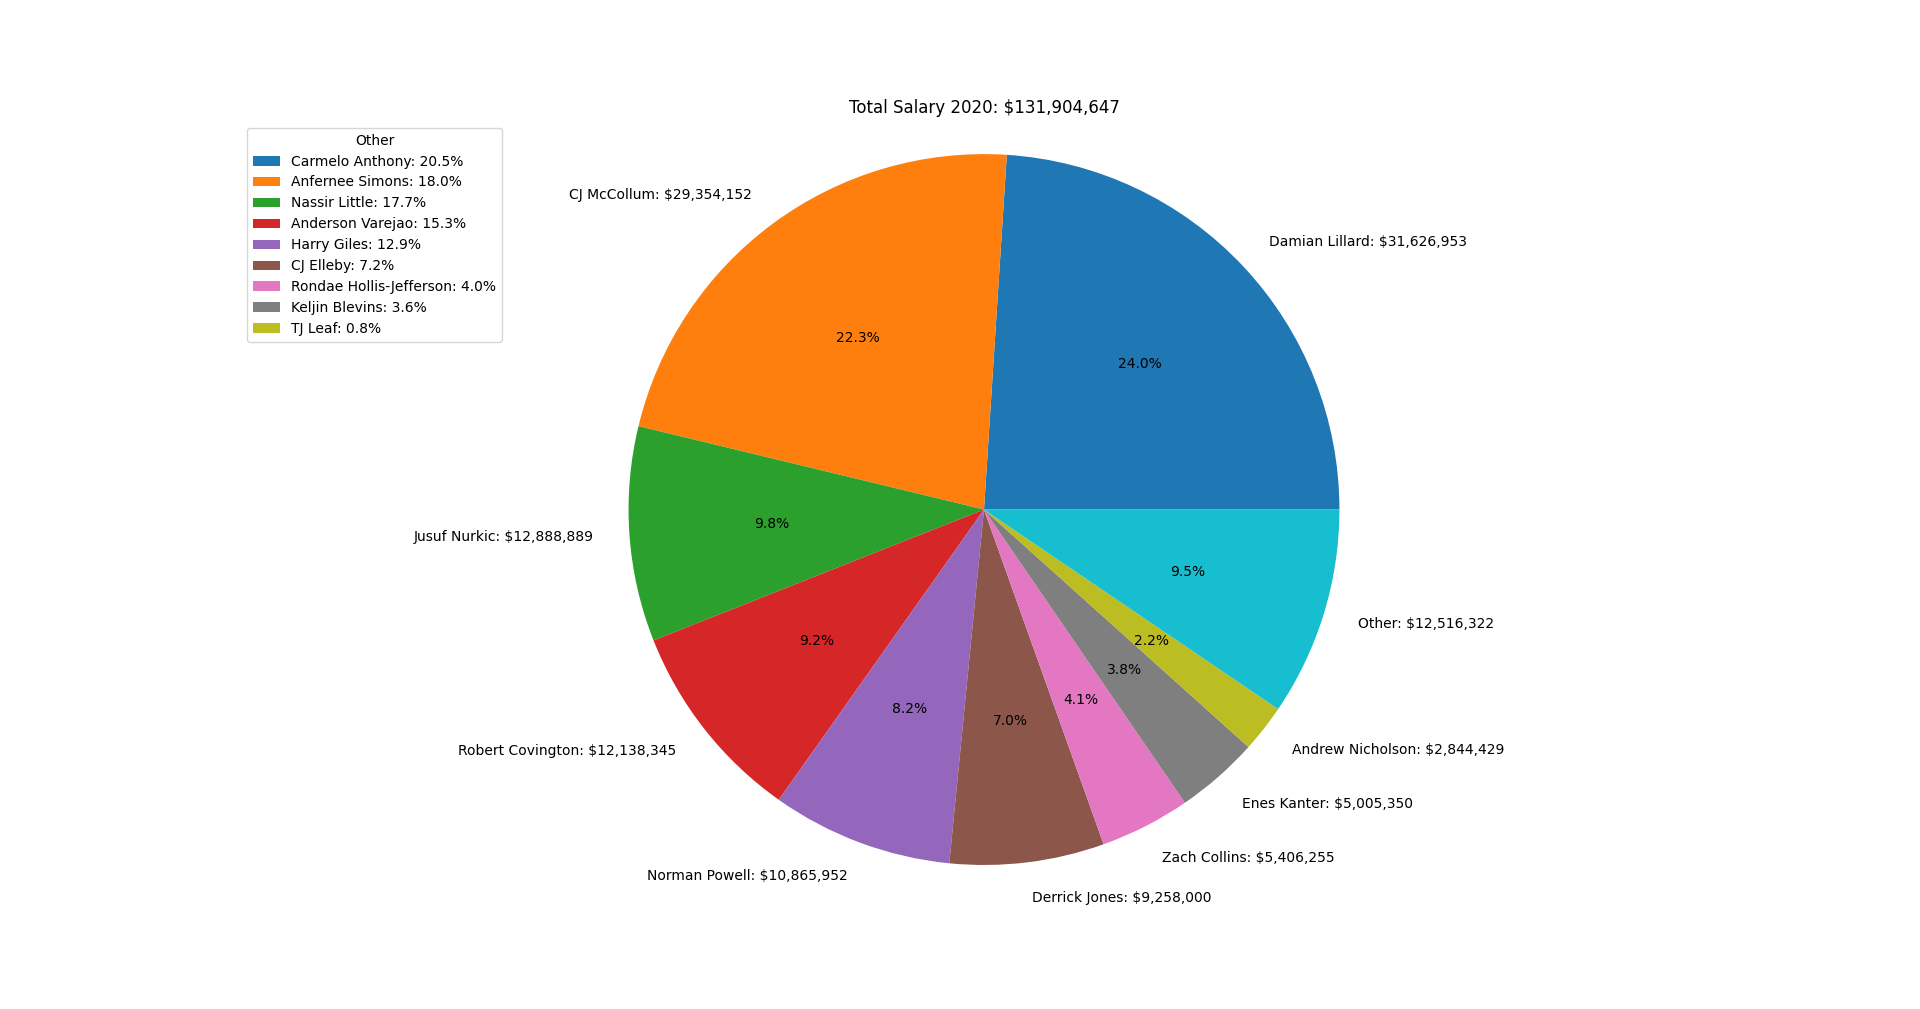 Total Salary 2020: $131,904,647
Other
Carmelo Anthony: 20.5%
Anfernee Simons: 18.0%
Nassir Little: 17.7%
Anderson Varejao: 15.3%
Harry Giles: 12.9%
CJ Elleby: 7.2%
Rondae Hollis-Jefferson: 4.0%
Keljin Blevins: 3.6%
TJ Leaf: 0.8%
CJ McCollum: $29,354,152
Damian Lillard: $31,626,953
22.3%
24.0%
Jusuf Nurkic: $12,888,889
9.8%
9.5%
Other: $12,516,322
9.2%
2.2%
3.8%
4.1%
8.2%
7.0%
Robert Covington: $12,138,345
Andrew Nicholson: $2,844,429
Enes Kanter: $5,005,350
Zach Collins: $5,406,255
Norman Powell: $10,865,952
Derrick Jones: $9,258,000